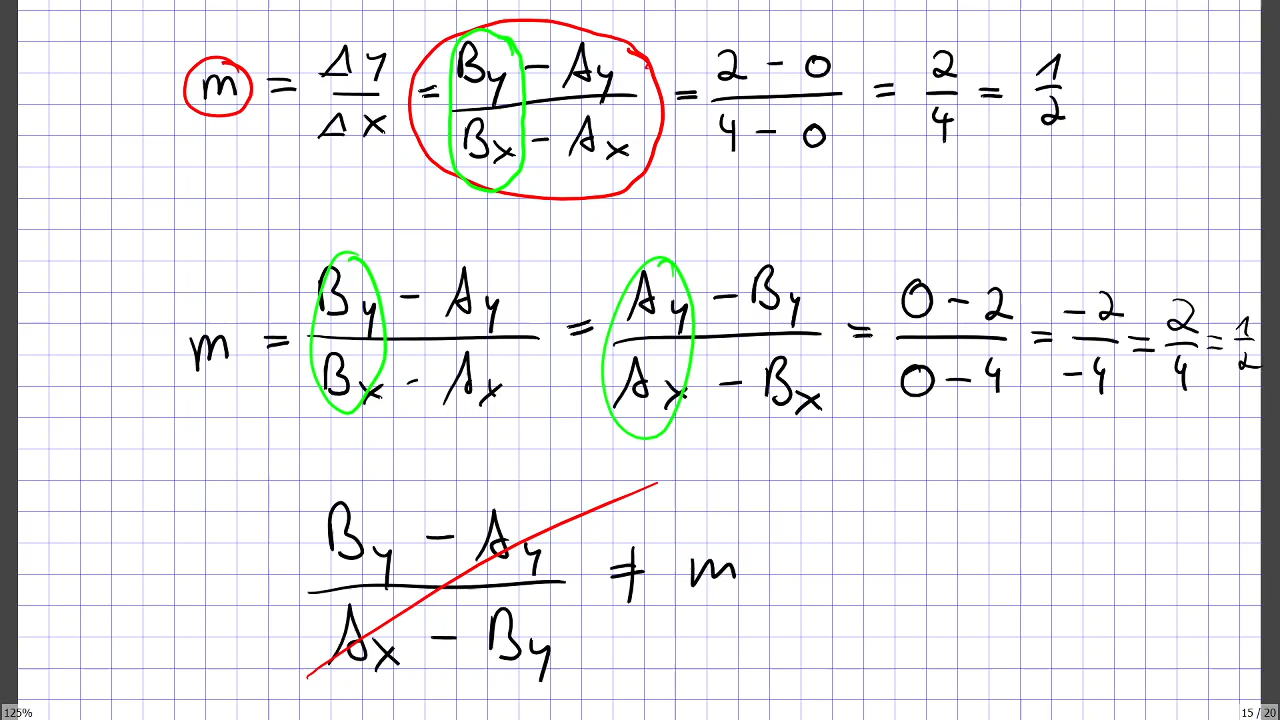 m = Δy/Δx = (By - Ay)/(Bx - Ax) = (2 - 0)/(4 - 0) = 2/4 = 1/2
m = (By - Ay)/(Bx - Ax) = (Ay - By)/(Ax - Bx) = (0 - 2)/(0 - 4) = -2/-4 = 2/4 = 1/2
(By - Ay)/(Ax - By) ≠ m
125% 15 / 20